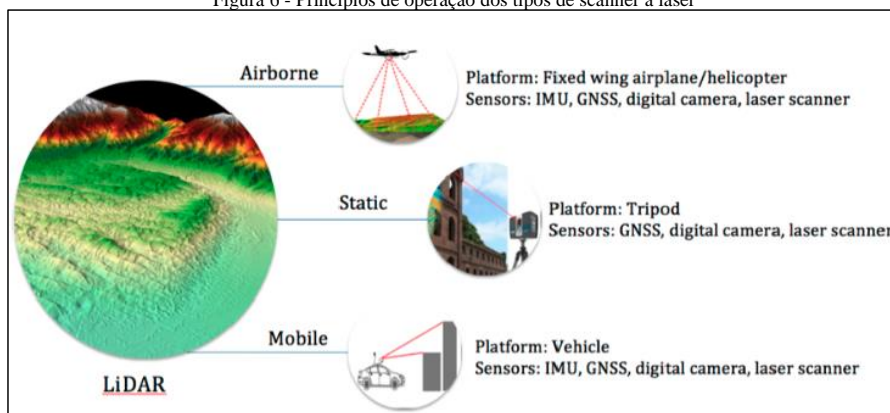 Figura 6 - Princípios de operação dos tipos de scanner a laser
Airborne
Platform: Fixed wing airplane/helicopter
Sensors: IMU, GNSS, digital camera, laser scanner
Static
Platform: Tripod
Sensors: GNSS, digital camera, laser scanner
Mobile
Platform: Vehicle
Sensors: IMU, GNSS, digital camera, laser scanner
LiDAR